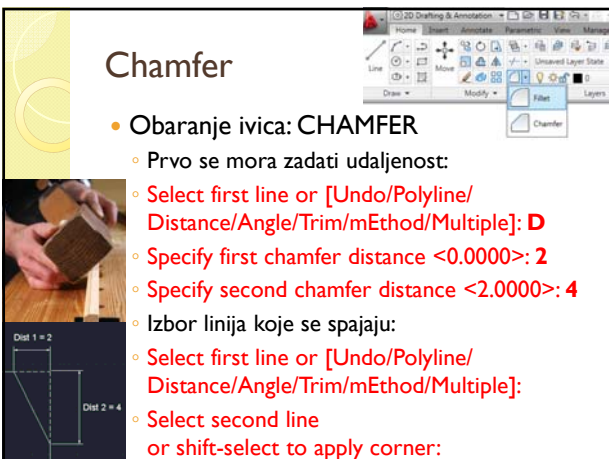 2D Drafting & Annotation
Home Insert Annotate Parametric View Manage
Line
Move
Unsaved Layer State
0
Draw Modify Layers
Fillet
Chamfer
Chamfer
• Obaranje ivica: CHAMFER
◦ Prvo se mora zadati udaljenost:
◦ Select first line or [Undo/Polyline/
Distance/Angle/Trim/mEthod/Multiple]: D
◦ Specify first chamfer distance <0.0000>: 2
◦ Specify second chamfer distance <2.0000>: 4
◦ Izbor linija koje se spajaju:
◦ Select first line or [Undo/Polyline/
Distance/Angle/Trim/mEthod/Multiple]:
◦ Select second line
or shift-select to apply corner:
Dist 1 = 2
Dist 2 = 4